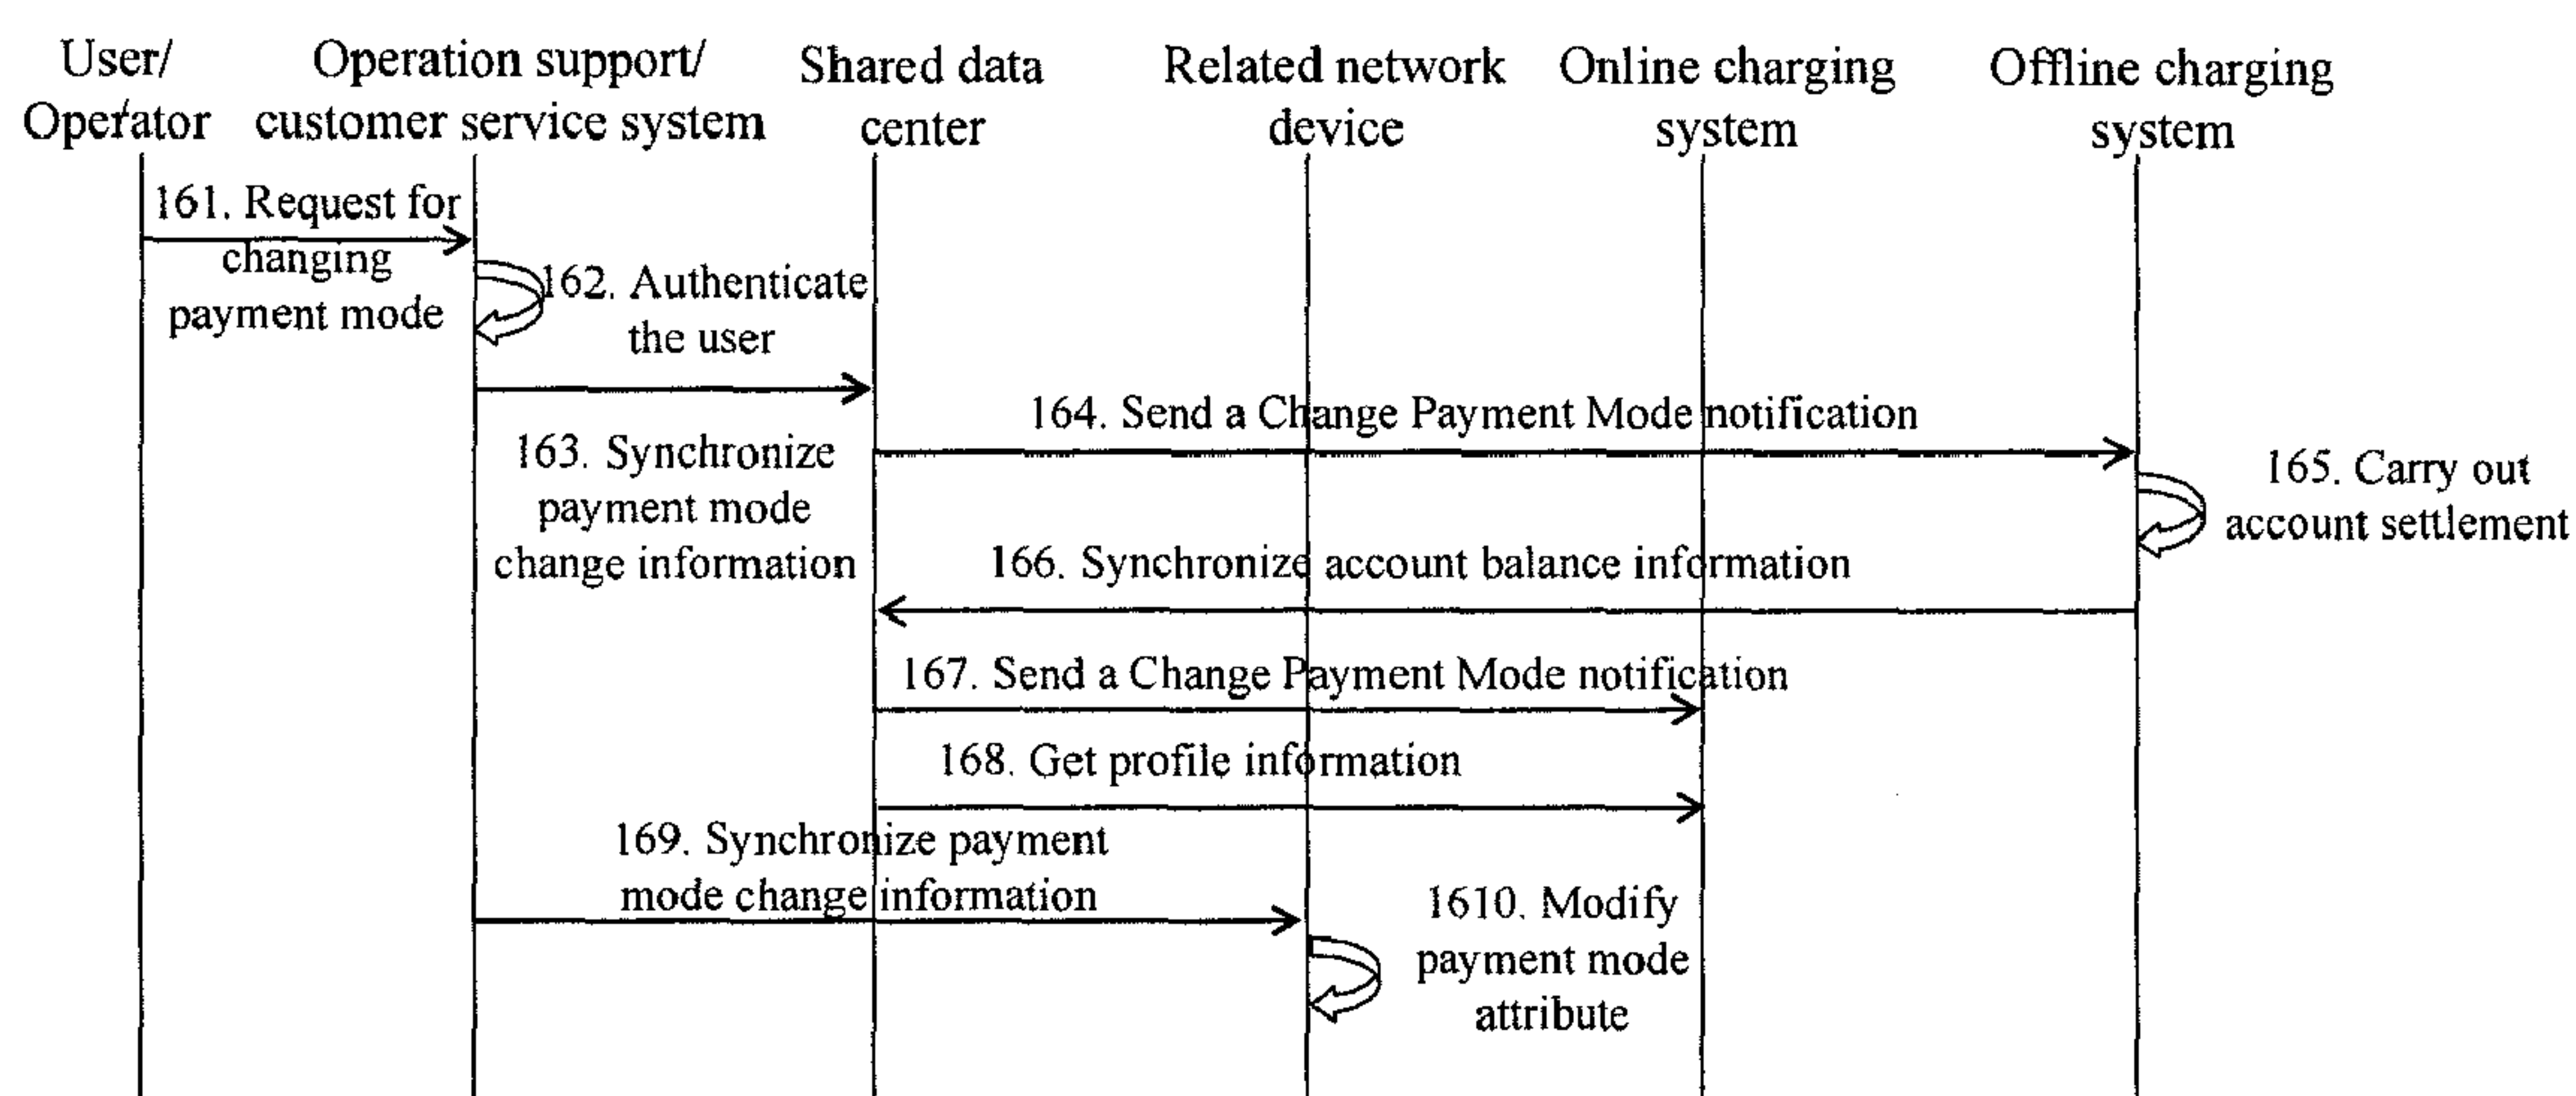 User/
Operator
Operation support/
customer service system
Shared data
center
Related network
device
Online charging
system
Offline charging
system
161. Request for
changing
payment mode
162. Authenticate
the user
163. Synchronize
payment mode
change information
164. Send a Change Payment Mode notification
165. Carry out
account settlement
166. Synchronize account balance information
167. Send a Change Payment Mode notification
168. Get profile information
169. Synchronize payment
mode change information
1610. Modify
payment mode
attribute